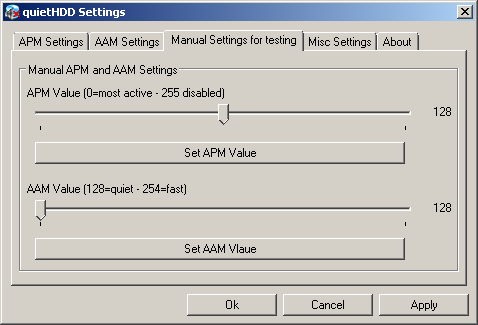 quietHDD Settings
APM Settings AAM Settings Manual Settings for testing Misc Settings About
Manual APM and AAM Settings
APM Value (0=most active - 255 disabled)
128
Set APM Value
AAM Value (128=quiet - 254=fast)
128
Set AAM Vlaue
Ok Cancel Apply